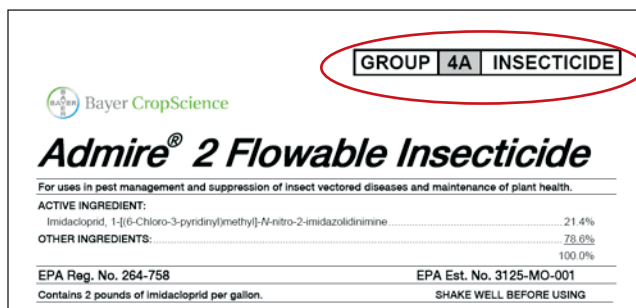 GROUP 4A INSECTICIDE
BAYER
Bayer CropScience
Admire® 2 Flowable Insecticide
For uses in pest management and suppression of insect vectored diseases and maintenance of plant health.
ACTIVE INGREDIENT:
Imidacloprid, 1-[(6-Chloro-3-pyridinyl)methyl]-N-nitro-2-imidazolidinimine 21.4%
OTHER INGREDIENTS: 78.6%
100.0%
EPA Reg. No. 264-758 EPA Est. No. 3125-MO-001
Contains 2 pounds of imidacloprid per gallon. SHAKE WELL BEFORE USING